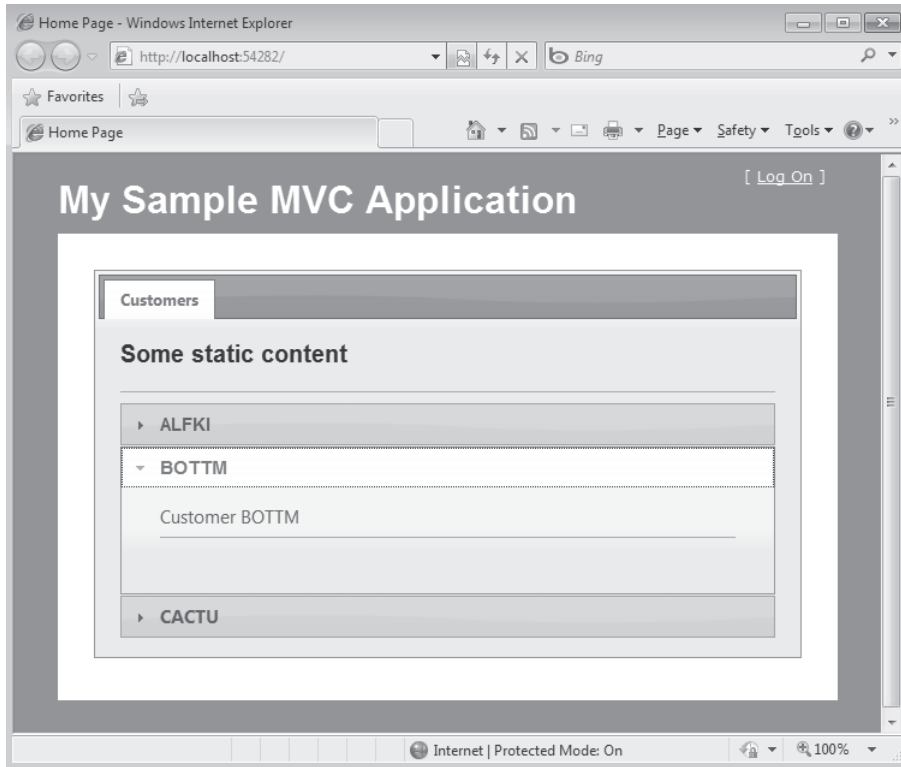 Home Page - Windows Internet Explorer
http://localhost:54282/
Bing
Favorites
Home Page
Page Safety Tools
[ Log On ]
My Sample MVC Application
Customers
Some static content
ALFKI
BOTTM
Customer BOTTM
CACTU
Internet | Protected Mode: On
100%